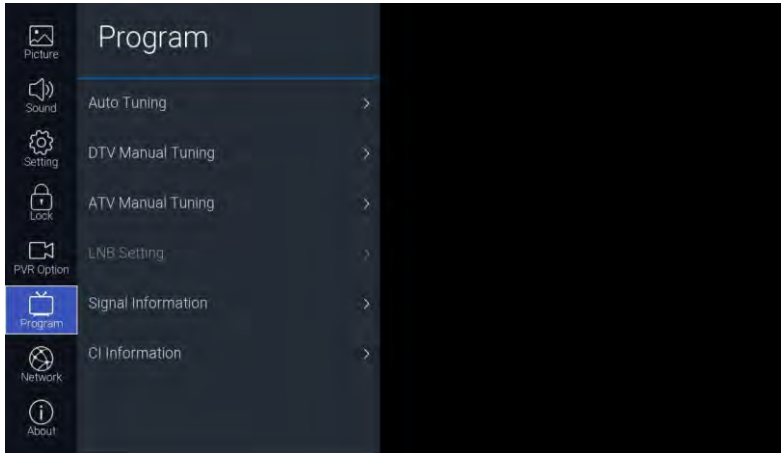 Picture
Sound
Setting
Lock
PVR Option
Program
Network
About
Program
Auto Tuning
DTV Manual Tuning
ATV Manual Tuning
LNB Setting
Signal Information
CI Information